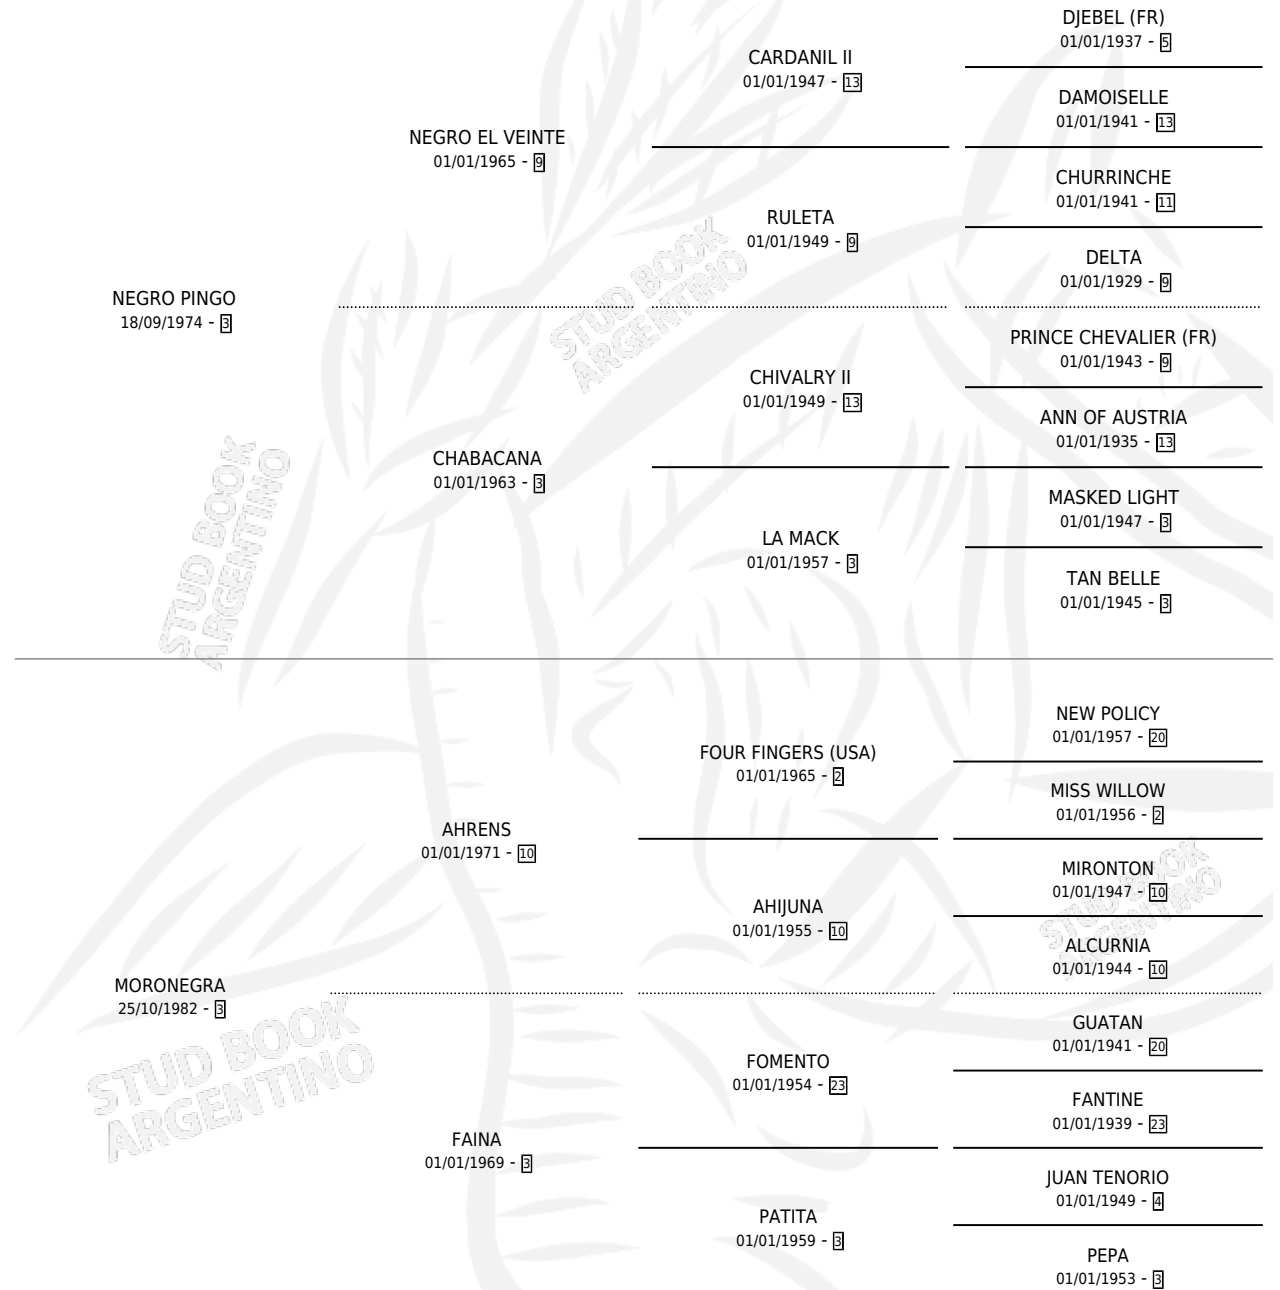 DJEBEL (FR)
01/01/1937 - 5
CARDANIL II
01/01/1947 - 13
DAMOISELLE
01/01/1941 - 13
NEGRO EL VEINTE
01/01/1965 - 9
CHURRINCHE
01/01/1941 - 11
RULETA
01/01/1949 - 9
DELTA
01/01/1929 - 9
NEGRO PINGO
18/09/1974 - 3
PRINCE CHEVALIER (FR)
01/01/1943 - 9
CHIVALRY II
01/01/1949 - 13
ANN OF AUSTRIA
01/01/1935 - 13
CHABACANA
01/01/1963 - 3
MASKED LIGHT
01/01/1947 - 3
LA MACK
01/01/1957 - 3
TAN BELLE
01/01/1945 - 3
STUD BOOK
ARGENTINO
STUD BOOK
ARGENTINO
NEW POLICY
01/01/1957 - 20
FOUR FINGERS (USA)
01/01/1965 - 2
MISS WILLOW
01/01/1956 - 2
AHRENS
01/01/1971 - 10
MIRONTON
01/01/1947 - 10
AHIJUNA
01/01/1955 - 10
ALCURNIA
01/01/1944 - 10
MORONEGRA
25/10/1982 - 3
GUATAN
01/01/1941 - 20
FOMENTO
01/01/1954 - 23
FANTINE
01/01/1939 - 23
FAINA
01/01/1969 - 3
JUAN TENORIO
01/01/1949 - 4
PATITA
01/01/1959 - 3
PEPA
01/01/1953 - 3
STUD BOOK
ARGENTINO
STUD BOOK
ARGENTINO